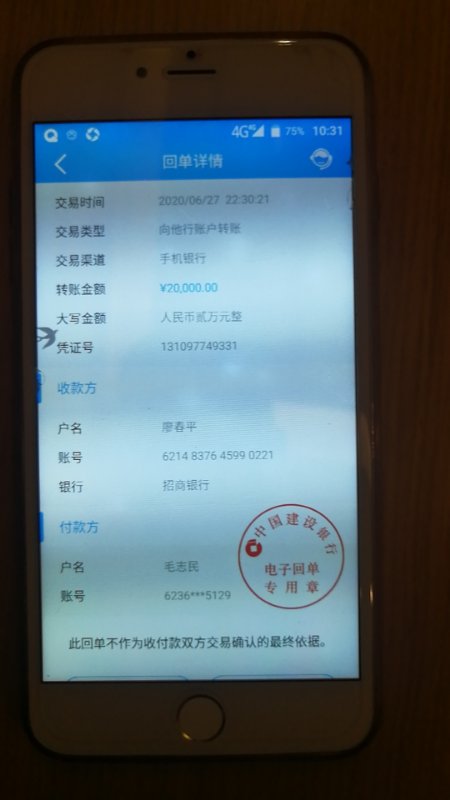 4G 4G 75% 10:31
回单详情
交易时间 2020/06/27 22:30:21
交易类型 向他行账户转账
交易渠道 手机银行
转账金额 ¥20,000.00
大写金额 人民币贰万元整
凭证号 131097749331
收款方
户名 廖春平
账号 6214 8376 4599 0221
银行 招商银行
付款方
户名 毛志民
账号 6236***5129
中国建设银行
电子回单
专用章
此回单不作为收付款双方交易确认的最终依据。